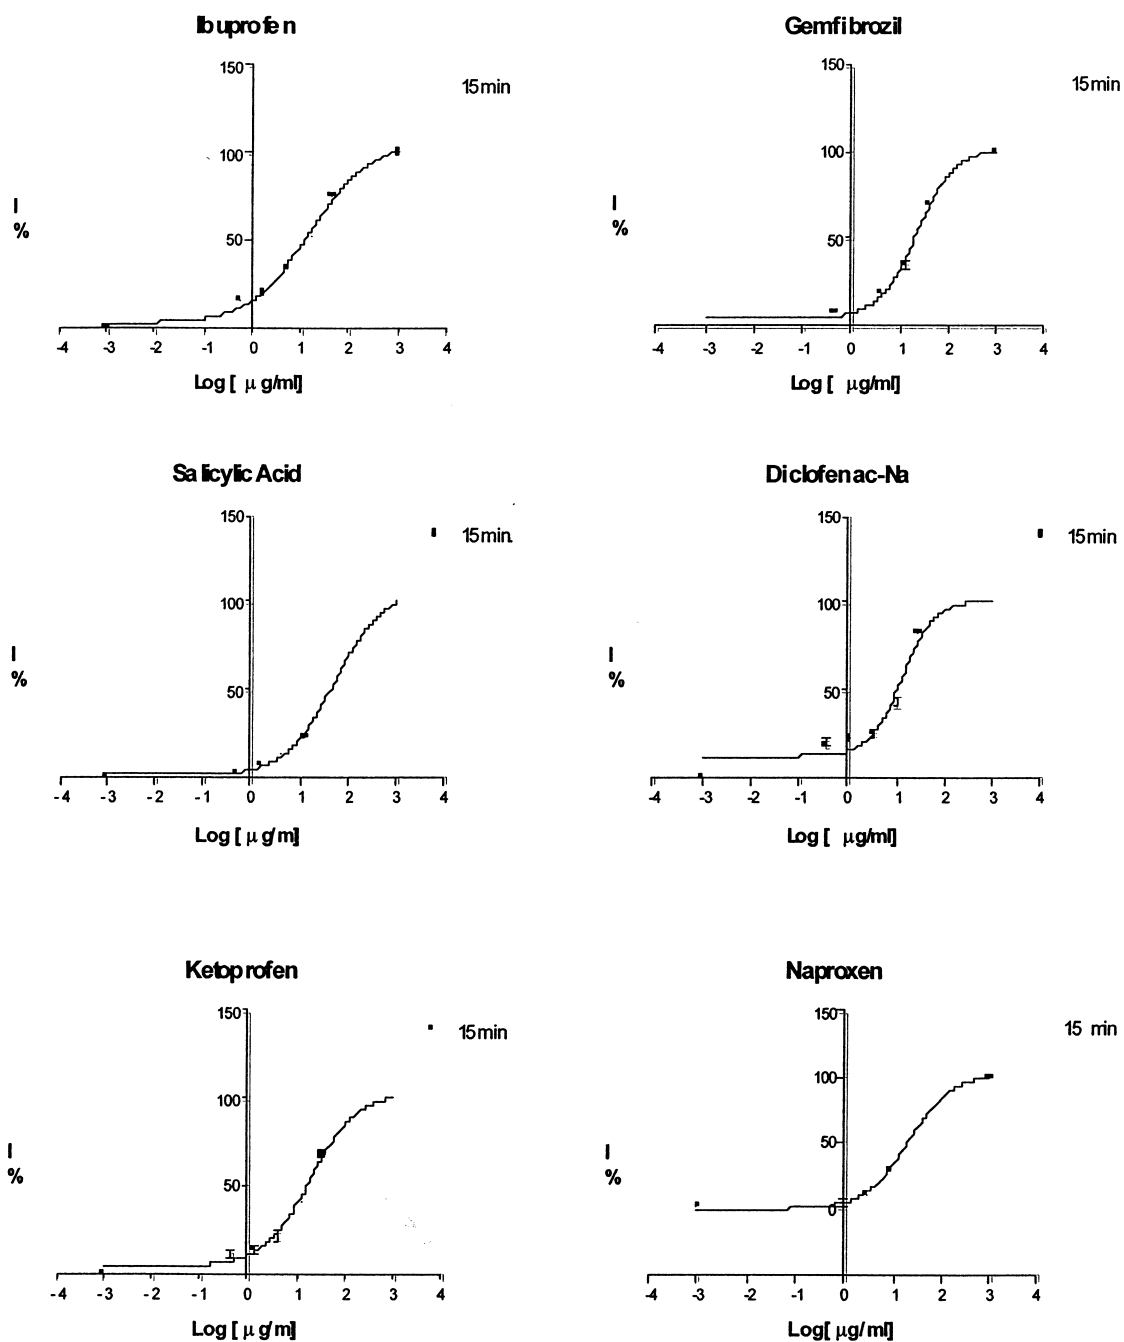 Ibuprofen
150
15min
100
I
%
50
-4 -3 -2 -1 0 1 2 3 4
Log [ μ g/ml]
Gemfibrozil
150
15min
100
I
%
50
-4 -3 -2 -1 0 1 2 3 4
Log [ μg/ml]
Salicylic Acid
150
15min.
100
I
%
50
-4 -3 -2 -1 0 1 2 3 4
Log [ μ g/m]
Diclofenac-Na
150
15min
100
I
%
50
-4 -3 -2 -1 0 1 2 3 4
Log [ μg/ml]
Ketoprofen
150
15min
100
I
%
50
-4 -3 -2 -1 0 1 2 3 4
Log [ μ g/m]
Naproxen
150
15 min
100
50
I
%
0
-4 -3 -2 -1 0 1 2 3 4
Log[ μg/ ml]